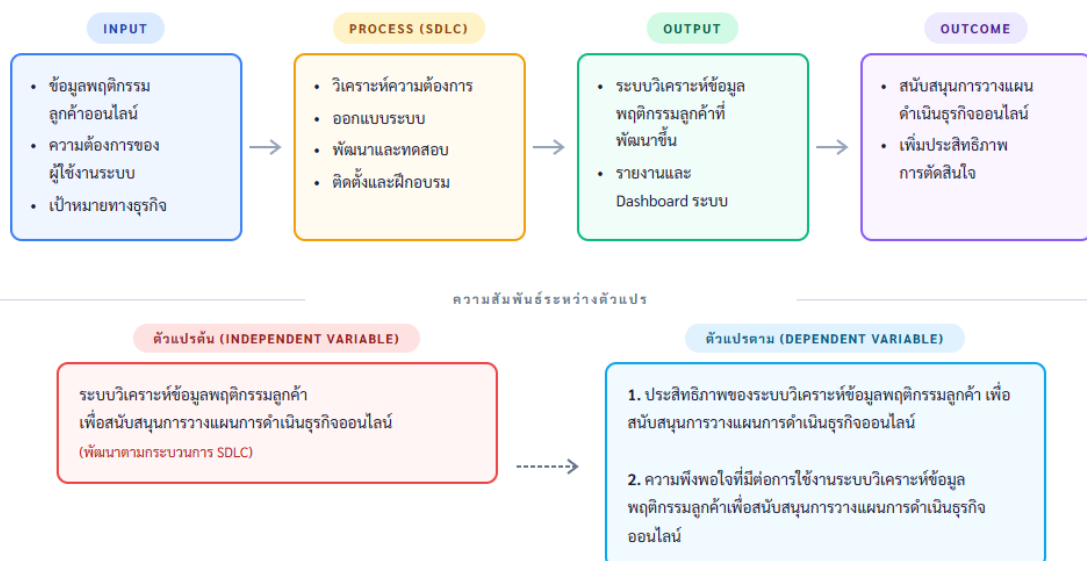 INPUT
PROCESS (SDLC)
OUTPUT
OUTCOME
• ข้อมูลพฤติกรรม
ลูกค้าออนไลน์
• ความต้องการของ
ผู้ใช้งานระบบ
• เป้าหมายทางธุรกิจ
• วิเคราะห์ความต้องการ
• ออกแบบระบบ
• พัฒนาและทดสอบ
• ติดตั้งและฝึกอบรม
• ระบบวิเคราะห์ข้อมูล
พฤติกรรมลูกค้าที่
พัฒนาขึ้น
• รายงานและ
Dashboard ระบบ
• สนับสนุนการวางแผน
ดำเนินธุรกิจออนไลน์
• เพิ่มประสิทธิภาพ
การตัดสินใจ
ความสัมพันธ์ระหว่างตัวแปร
ตัวแปรต้น (INDEPENDENT VARIABLE)
ระบบวิเคราะห์ข้อมูลพฤติกรรมลูกค้า
เพื่อสนับสนุนการวางแผนการดำเนินธุรกิจออนไลน์
(พัฒนาตามกระบวนการ SDLC)
ตัวแปรตาม (DEPENDENT VARIABLE)
1. ประสิทธิภาพของระบบวิเคราะห์ข้อมูลพฤติกรรมลูกค้า เพื่อ
สนับสนุนการวางแผนการดำเนินธุรกิจออนไลน์
2. ความพึงพอใจที่มีต่อการใช้งานระบบวิเคราะห์ข้อมูล
พฤติกรรมลูกค้าเพื่อสนับสนุนการวางแผนการดำเนินธุรกิจ
ออนไลน์